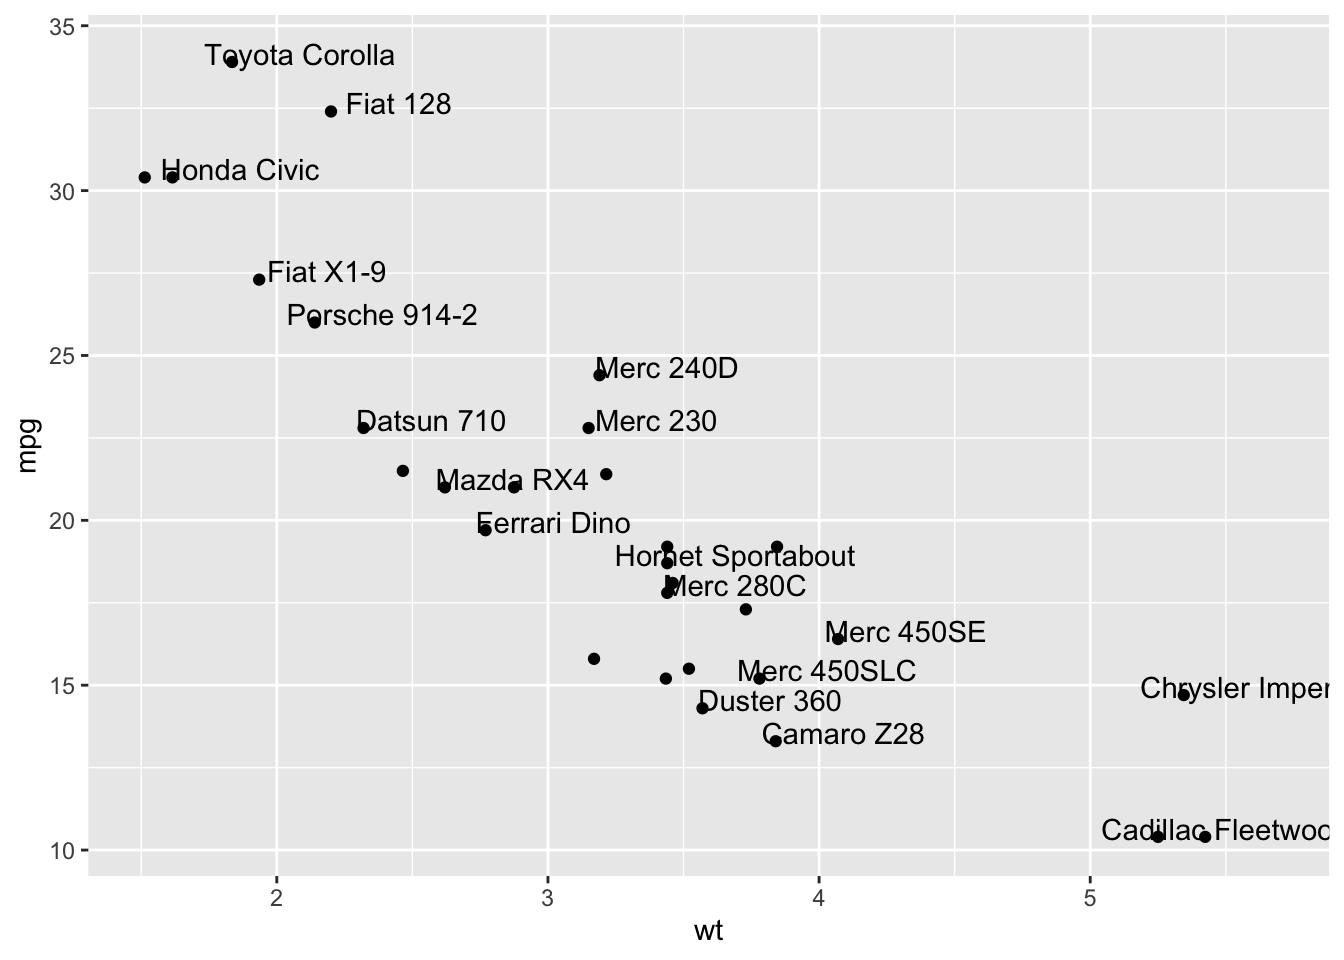 35
Toyota Corolla
Fiat 128
30
Honda Civic
Fiat X1-9
Porsche 914-2
25
Merc 240D
Datsun 710
Merc 230
mpg
Mazda RX4
20
Ferrari Dino
Hornet Sportabout
Merc 280C
Merc 450SE
Merc 450SLC
15
Chrysler Imper
Duster 360
Camaro Z28
10
Cadillac Fleetwoo
2
3
4
5
wt